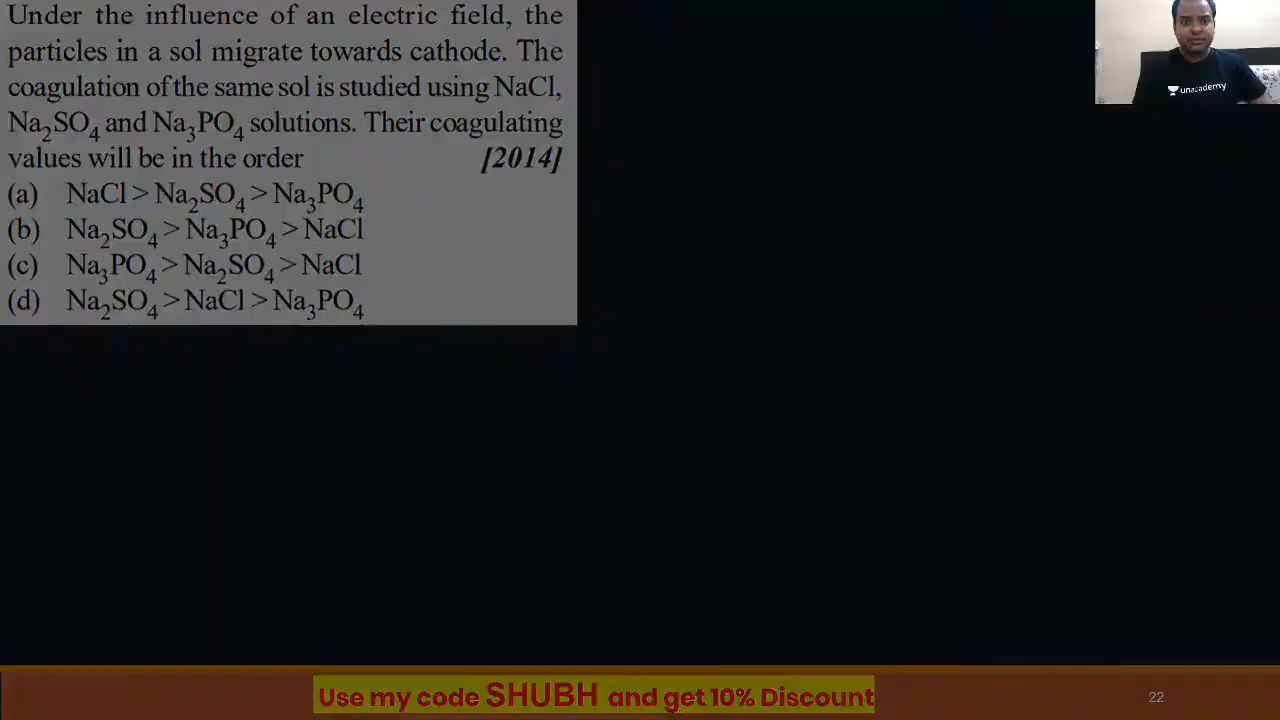 Under the influence of an electric field, the
particles in a sol migrate towards cathode. The
coagulation of the same sol is studied using NaCl,
Na₂SO₄ and Na₃PO₄ solutions. Their coagulating
values will be in the order [2014]
(a) NaCl > Na₂SO₄ > Na₃PO₄
(b) Na₂SO₄ > Na₃PO₄ > NaCl
(c) Na₃PO₄ > Na₂SO₄ > NaCl
(d) Na₂SO₄ > NaCl > Na₃PO₄
unacademy
Use my code SHUBH and get 10% Discount
22